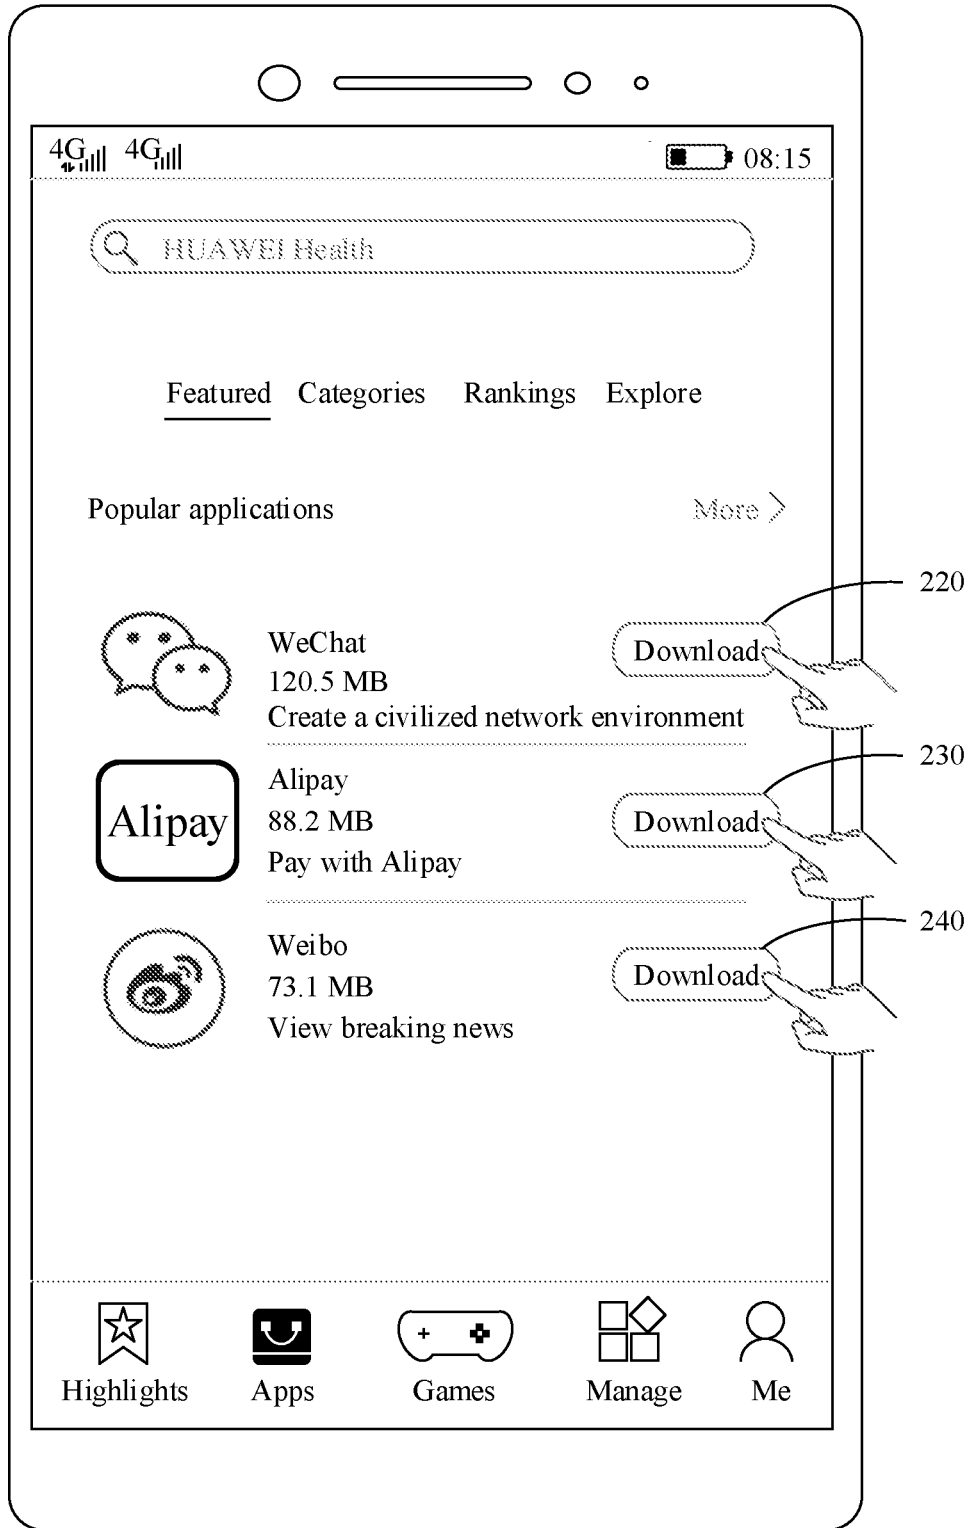 4G 4G 08:15
HUAWEI Health
Featured Categories Rankings Explore
Popular applications More
220
WeChat
120.5 MB
Create a civilized network environment
Download
230
Alipay
Alipay
88.2 MB
Pay with Alipay
Download
240
Weibo
73.1 MB
View breaking news
Download
Highlights Apps Games Manage Me